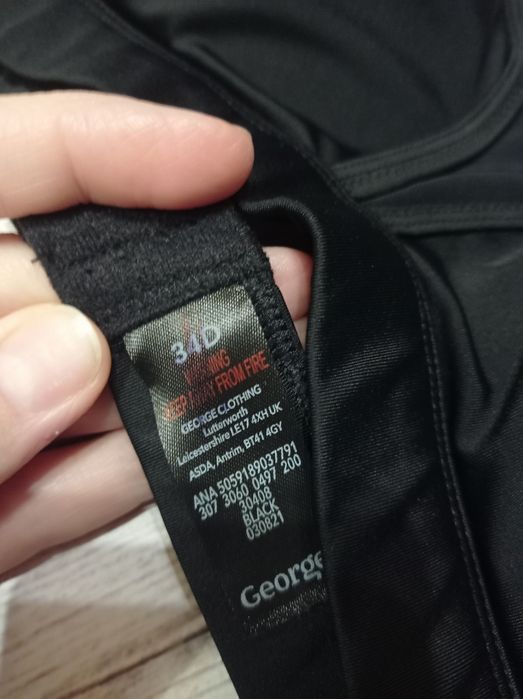 34D
WARNING
KEEP AWAY FROM FIRE
GEORGE CLOTHING
Lutterworth
Leicestershire LE17 4XH UK
ASDA, Antrim, BT41 4GY
ANA 5059189037791
307 3060 0497 200
30408
BLACK
030821
George